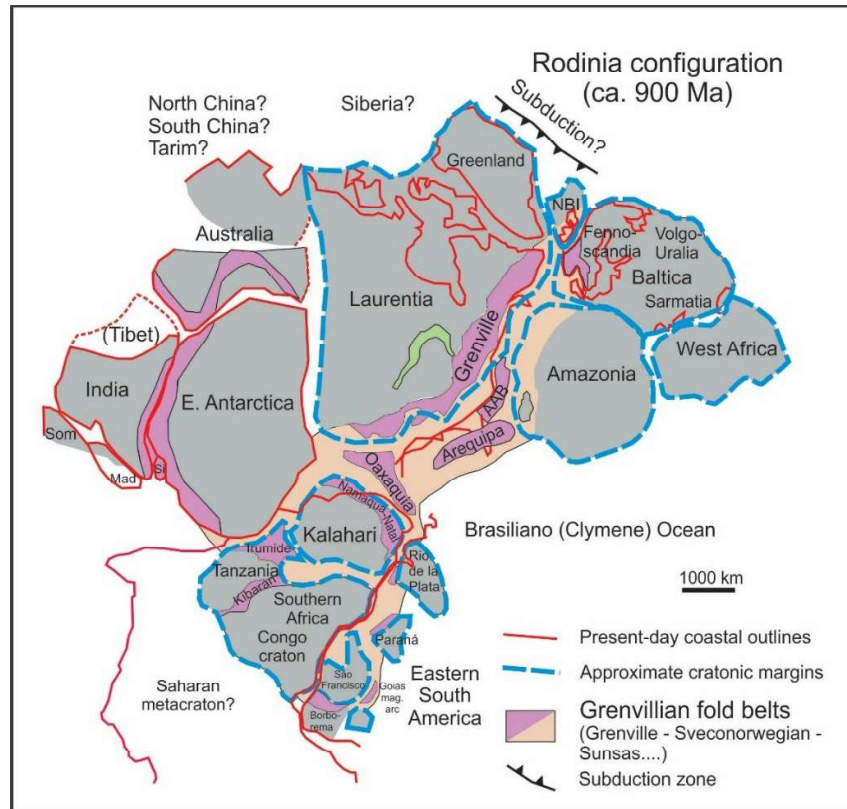 Rodinia configuration
(ca. 900 Ma)
North China?
South China?
Tarim?
Siberia?
Subduction?
Greenland
NBI
Fenno-
scandia
Volgo-
Uralia
Baltica
Sarmatia
Australia
Laurentia
Grenville
(Tibet)
India
E. Antarctica
AAB
Amazonia
West Africa
Arequipa
Som
Mad
Sl
Oaxaquia
Namaqua-Natal
Kalahari
Brasiliano (Clymene) Ocean
Irumide
Tanzania
Kibaran
Rio
de la
Plata
1000 km
Southern
Africa
Congo
craton
Paraná
São
Francisco
Goiás
mag.
arc
Eastern
South
America
Borbo-
rema
Saharan
metacraton?
Present-day coastal outlines
Approximate cratonic margins
Grenvillian fold belts
(Grenville - Sveconorwegian -
Sunsas....)
Subduction zone